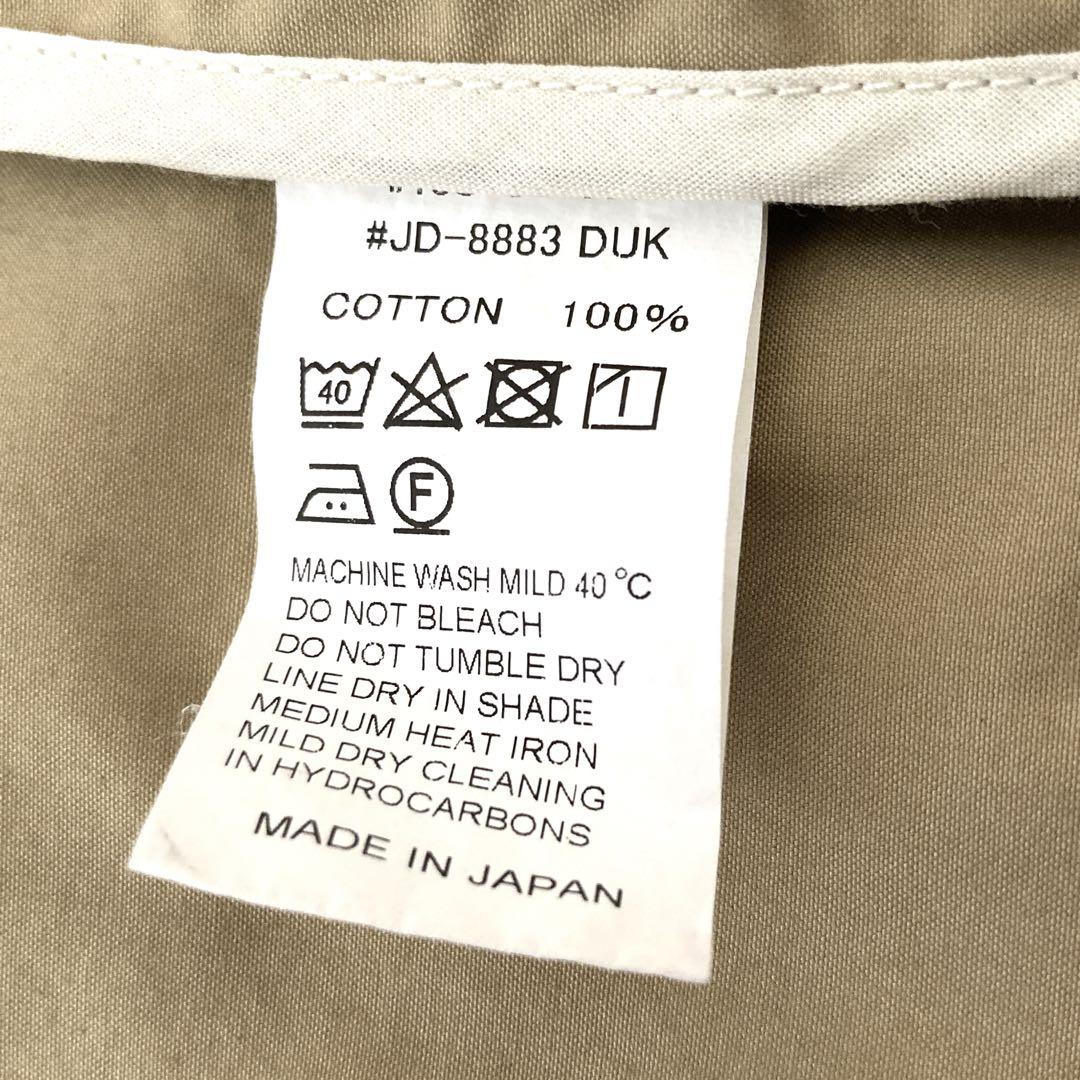 #JD-8883 DUK
COTTON 100%
40
F
MACHINE WASH MILD 40 °C
DO NOT BLEACH
DO NOT TUMBLE DRY
LINE DRY IN SHADE
MEDIUM HEAT IRON
MILD DRY CLEANING
IN HYDROCARBONS
MADE IN JAPAN